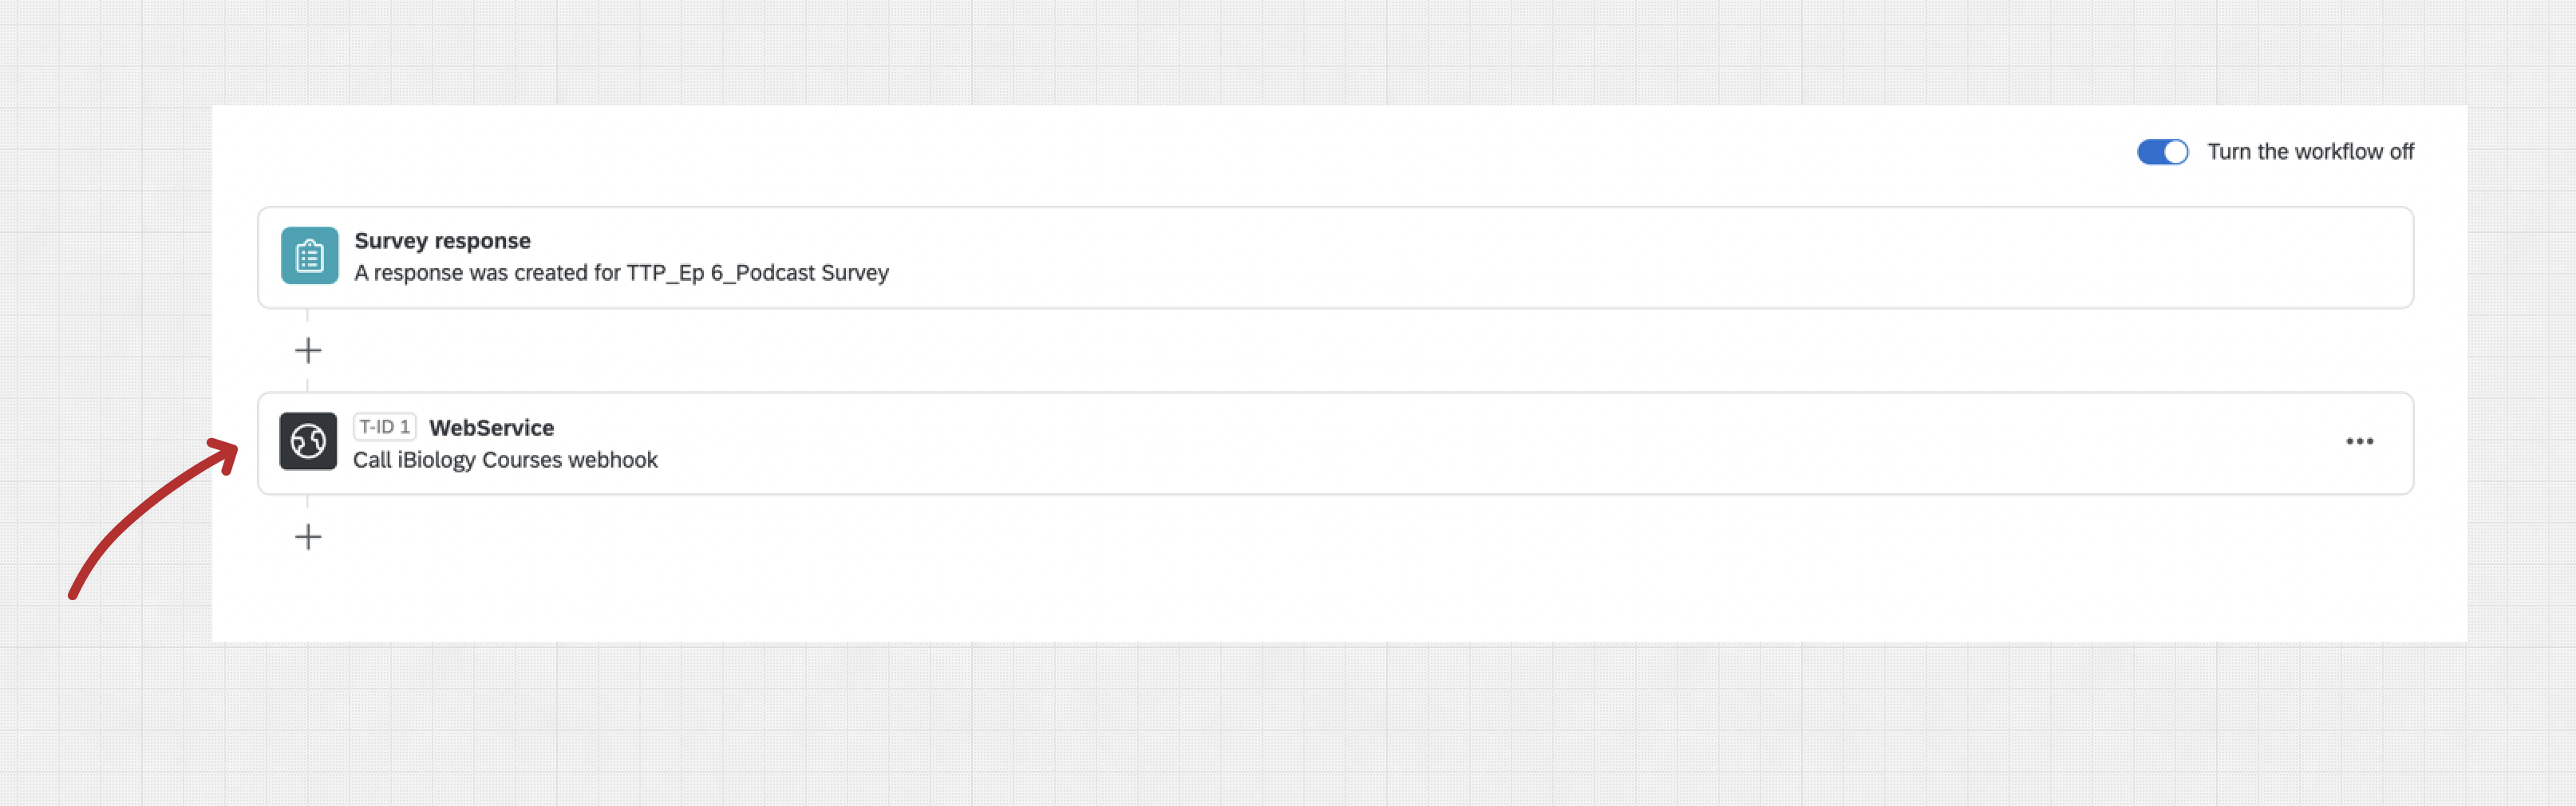 Turn the workflow off
Survey response
A response was created for TTP_Ep 6_Podcast Survey
T-ID 1 WebService
Call iBiology Courses webhook